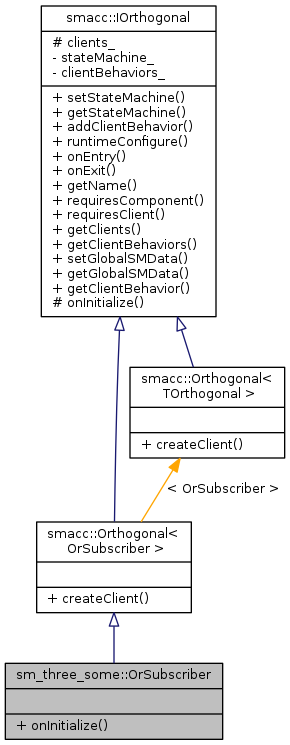 smacc::IOrthogonal
# clients_
- stateMachine_
- clientBehaviors_
+ setStateMachine()
+ getStateMachine()
+ addClientBehavior()
+ runtimeConfigure()
+ onEntry()
+ onExit()
+ getName()
+ requiresComponent()
+ requiresClient()
+ getClients()
+ getClientBehaviors()
+ setGlobalSMData()
+ getGlobalSMData()
+ getClientBehavior()
# onInitialize()
smacc::Orthogonal<
TOrthogonal >
+ createClient()
< OrSubscriber >
smacc::Orthogonal<
OrSubscriber >
+ createClient()
sm_three_some::OrSubscriber
+ onInitialize()